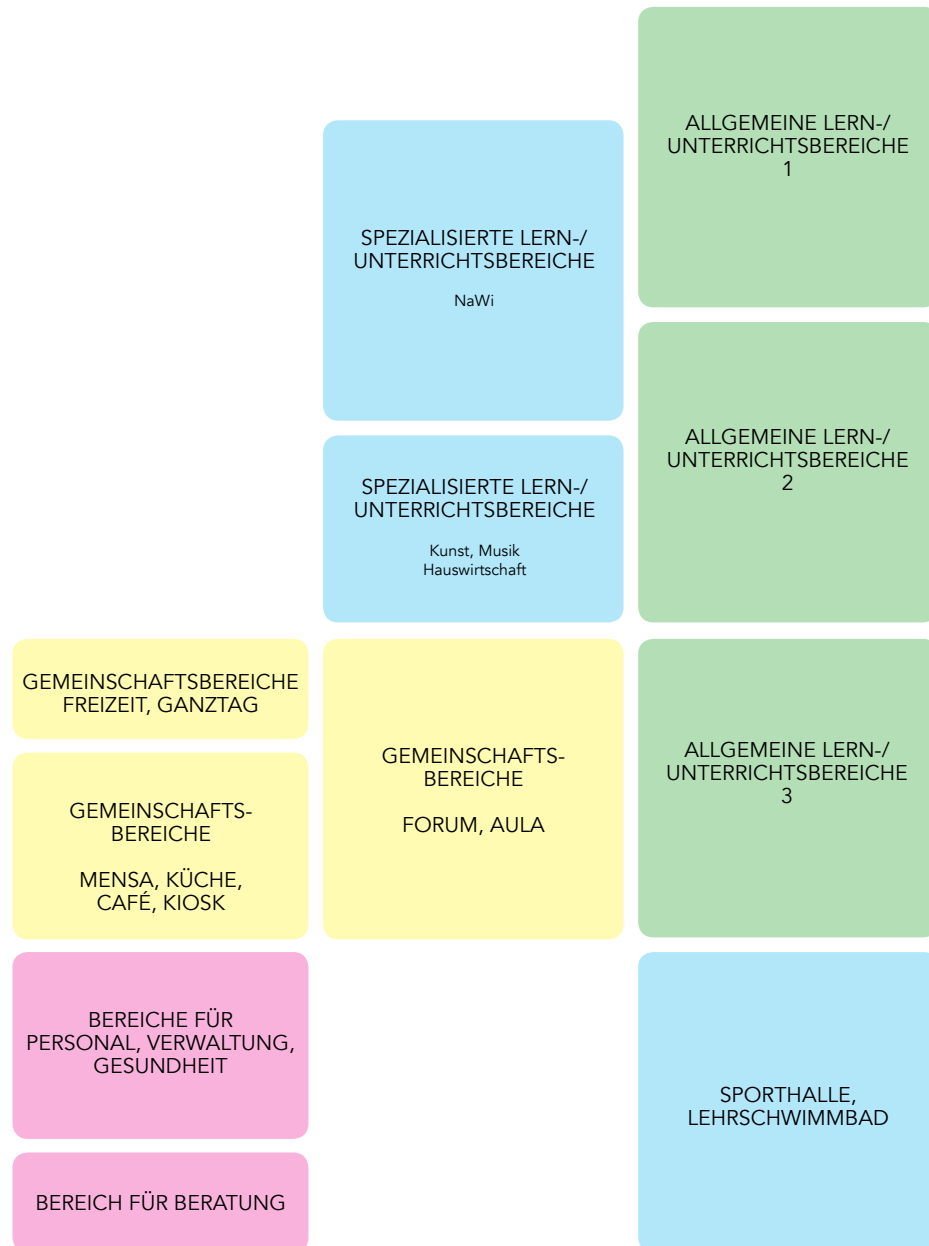 ALLGEMEINE LERN-/
UNTERRICHTSBEREICHE
1
SPEZIALISIERTE LERN-/
UNTERRICHTSBEREICHE
NaWi
ALLGEMEINE LERN-/
UNTERRICHTSBEREICHE
2
SPEZIALISIERTE LERN-/
UNTERRICHTSBEREICHE
Kunst, Musik
Hauswirtschaft
GEMEINSCHAFTSBEREICHE
FREIZEIT, GANZTAG
GEMEINSCHAFTS-
BEREICHE
MENSA, KÜCHE,
CAFÉ, KIOSK
GEMEINSCHAFTS-
BEREICHE
FORUM, AULA
ALLGEMEINE LERN-/
UNTERRICHTSBEREICHE
3
BEREICHE FÜR
PERSONAL, VERWALTUNG,
GESUNDHEIT
SPORTHALLE,
LEHRSCHWIMMBAD
BEREICH FÜR BERATUNG